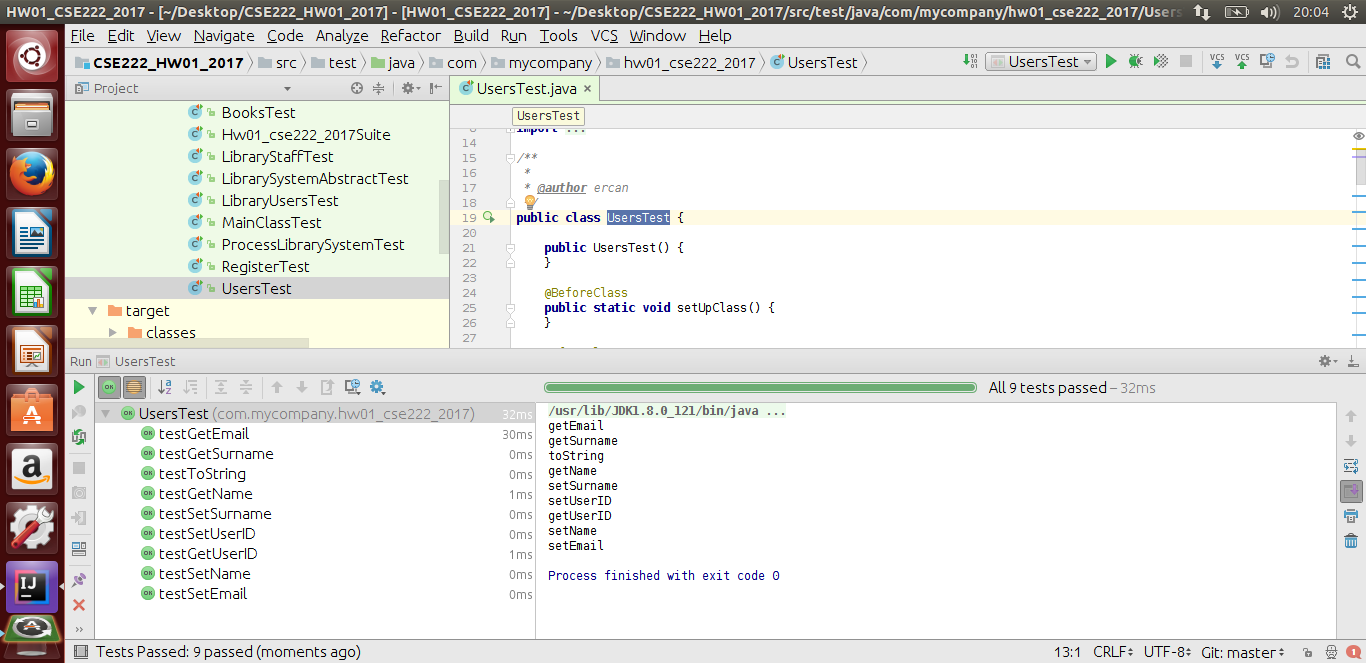 HW01_CSE222_2017 - [~/Desktop/CSE222_HW01_2017] - [HW01_CSE222_2017] - ~/Desktop/CSE222_HW01_2017/src/test/java/com/mycompany/hw01_cse222_2017/Users 20:04
File Edit View Navigate Code Analyze Refactor Build Run Tools VCS Window Help
CSE222_HW01_2017 src test java com mycompany hw01_cse222_2017 UsersTest UsersTest VCS VCS
Project UsersTest.java
BooksTest
Hw01_cse222_2017Suite
LibraryStaffTest
LibrarySystemAbstractTest
LibraryUsersTest
MainClassTest
ProcessLibrarySystemTest
RegisterTest
UsersTest
target
classes
UsersTest
import ...
14
15 /**
16 *
17 * @author ercan
18 /
19 public class UsersTest {
20
21 public UsersTest() {
22 }
23
24 @BeforeClass
25 public static void setUpClass() {
26 }
27
Run UsersTest
All 9 tests passed – 32ms
UsersTest (com.mycompany.hw01_cse222_2017) 32ms
testGetEmail 30ms
testGetSurname 0ms
testToString 0ms
testGetName 1ms
testSetSurname 0ms
testSetUserID 0ms
testGetUserID 1ms
testSetName 0ms
testSetEmail 0ms
/usr/lib/JDK1.8.0_121/bin/java ...
getEmail
getSurname
toString
getName
setSurname
setUserID
getUserID
setName
setEmail
Process finished with exit code 0
Tests Passed: 9 passed (moments ago) 13:1 CRLF UTF-8 Git: master 1